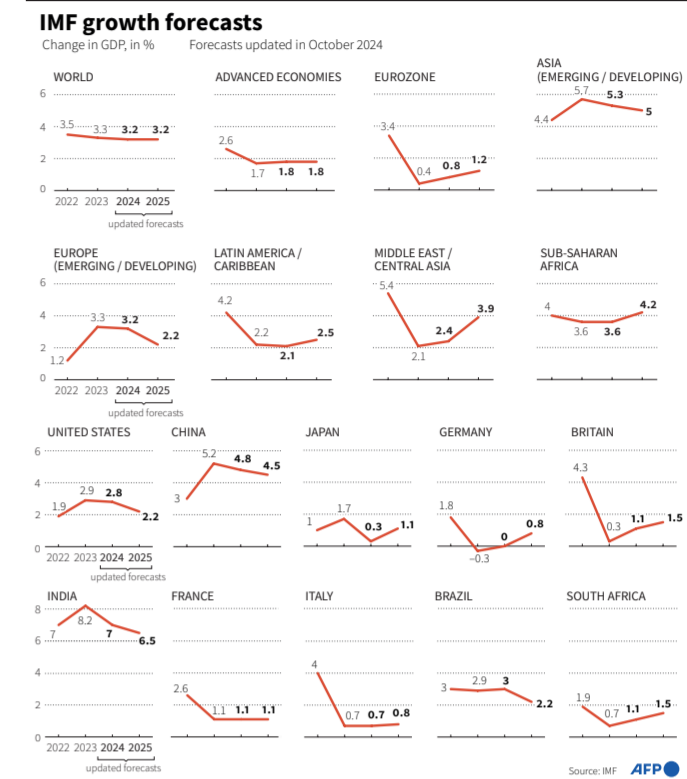 IMF growth forecasts
Change in GDP, in % Forecasts updated in October 2024
WORLD
6
4
2
0
3.5 3.3 3.2 3.2
2022 2023 2024 2025
updated forecasts
ADVANCED ECONOMIES
2.6 1.7 1.8 1.8
EUROZONE
3.4 0.4 0.8 1.2
ASIA
(EMERGING / DEVELOPING)
4.4 5.7 5.3 5
EUROPE
(EMERGING / DEVELOPING)
6
4
2
0
1.2 3.3 3.2 2.2
2022 2023 2024 2025
updated forecasts
LATIN AMERICA /
CARIBBEAN
4.2 2.2 2.1 2.5
MIDDLE EAST /
CENTRAL ASIA
5.4 2.1 2.4 3.9
SUB-SAHARAN
AFRICA
4 3.6 3.6 4.2
UNITED STATES
6
4
2
0
1.9 2.9 2.8 2.2
2022 2023 2024 2025
updated forecasts
CHINA
3 5.2 4.8 4.5
JAPAN
1 1.7 0.3 1.1
GERMANY
1.8 –0.3 0 0.8
BRITAIN
4.3 0.3 1.1 1.5
INDIA
8
6
4
2
0
7 8.2 7 6.5
2022 2023 2024 2025
updated forecasts
FRANCE
2.6 1.1 1.1 1.1
ITALY
4 0.7 0.7 0.8
BRAZIL
3 2.9 3 2.2
SOUTH AFRICA
1.9 0.7 1.1 1.5
Source: IMF AFP